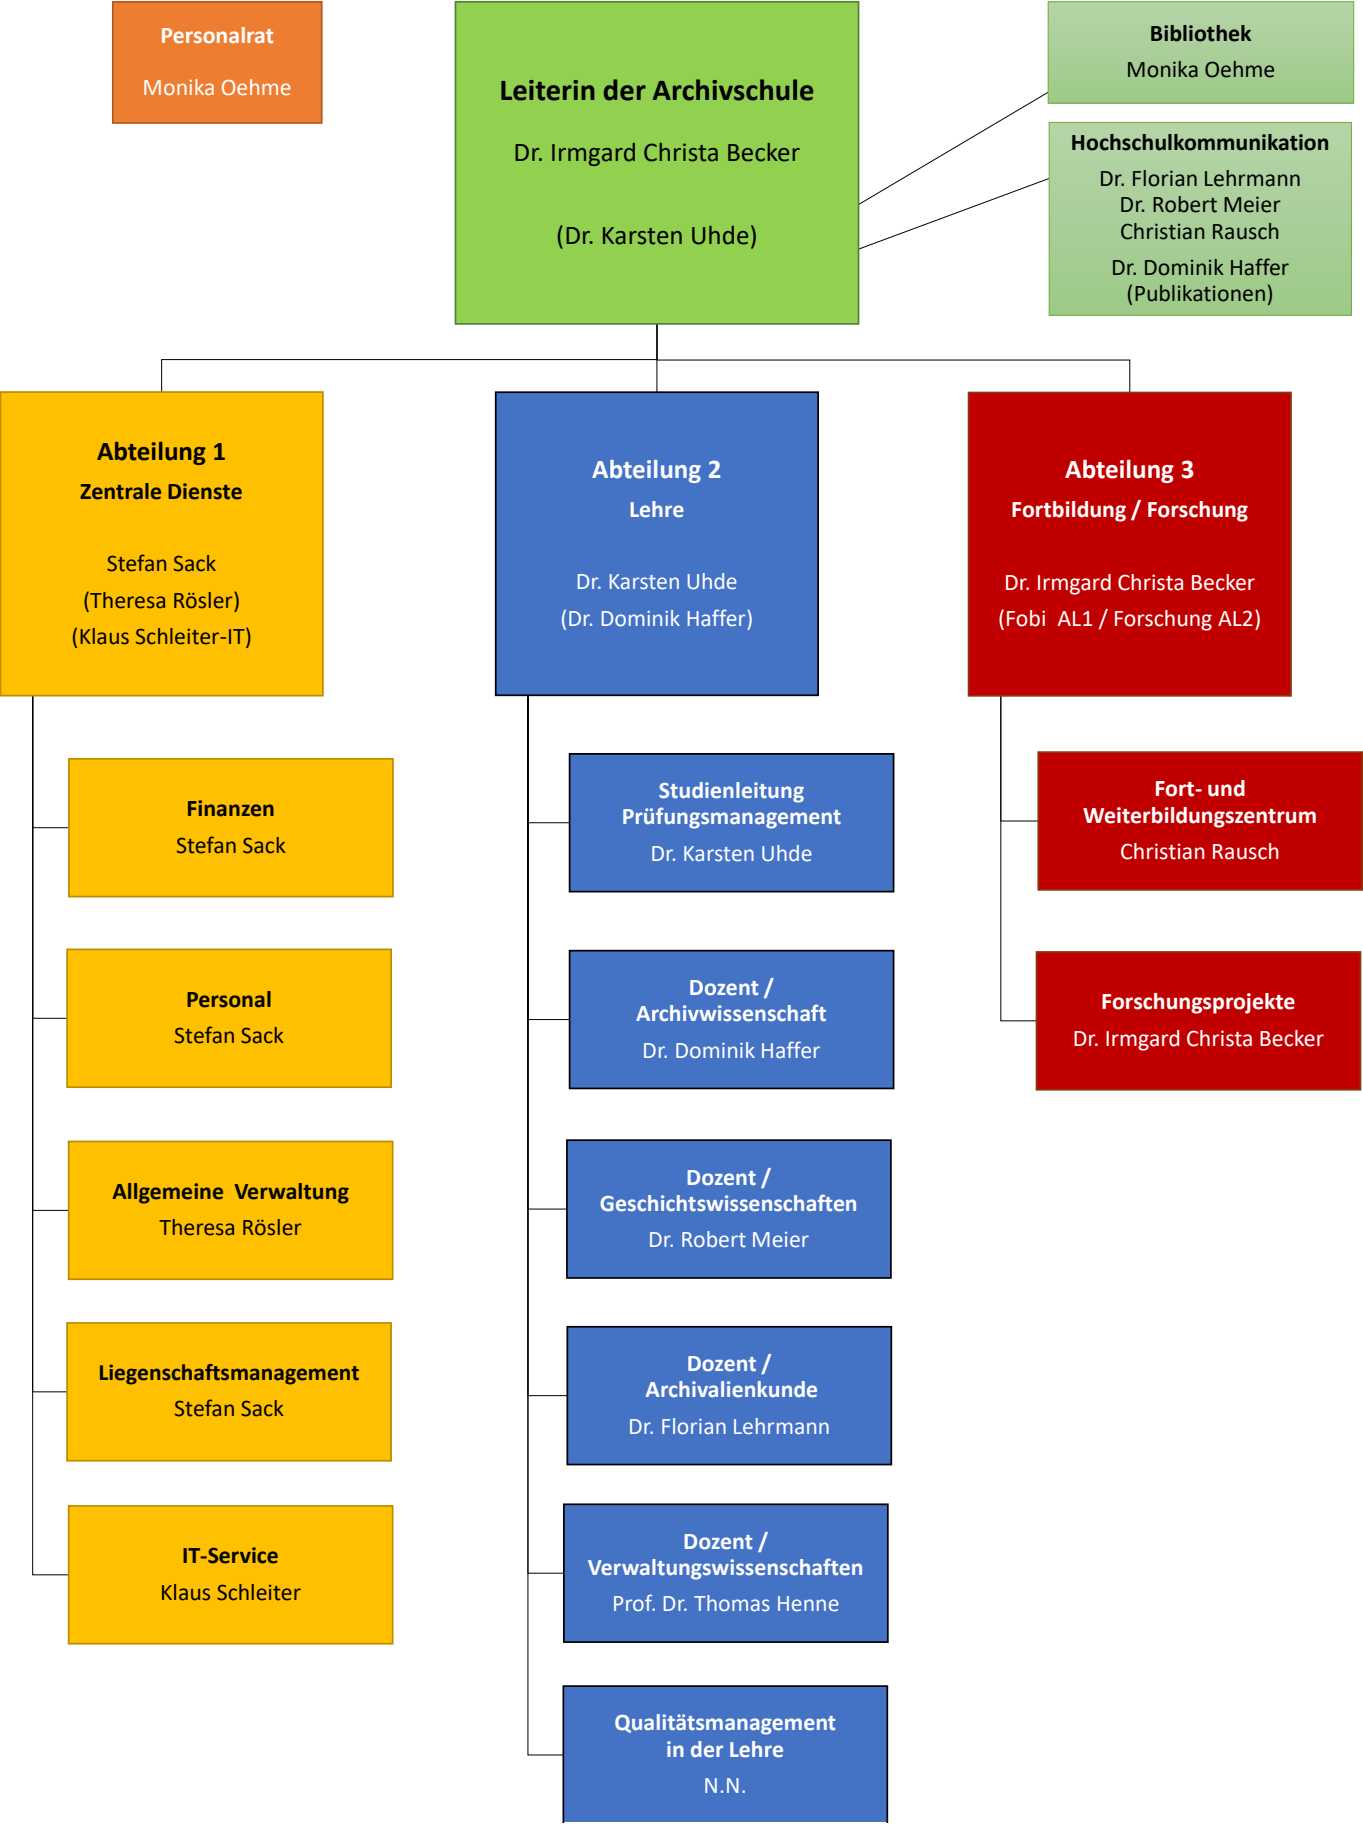 Personalrat
Monika Oehme
Leiterin der Archivschule
Dr. Irmgard Christa Becker
(Dr. Karsten Uhde)
Bibliothek
Monika Oehme
Hochschulkommunikation
Dr. Florian Lehrmann
Dr. Robert Meier
Christian Rausch
Dr. Dominik Haffer
(Publikationen)
Abteilung 1
Zentrale Dienste
Stefan Sack
(Theresa Rösler)
(Klaus Schleiter-IT)
Abteilung 2
Lehre
Dr. Karsten Uhde
(Dr. Dominik Haffer)
Abteilung 3
Fortbildung / Forschung
Dr. Irmgard Christa Becker
(Fobi AL1 / Forschung AL2)
Finanzen
Stefan Sack
Personal
Stefan Sack
Allgemeine Verwaltung
Theresa Rösler
Liegenschaftsmanagement
Stefan Sack
IT-Service
Klaus Schleiter
Studienleitung
Prüfungsmanagement
Dr. Karsten Uhde
Dozent /
Archivwissenschaft
Dr. Dominik Haffer
Dozent /
Geschichtswissenschaften
Dr. Robert Meier
Dozent /
Archivalienkunde
Dr. Florian Lehrmann
Dozent /
Verwaltungswissenschaften
Prof. Dr. Thomas Henne
Qualitätsmanagement
in der Lehre
N.N.
Fort- und
Weiterbildungszentrum
Christian Rausch
Forschungsprojekte
Dr. Irmgard Christa Becker